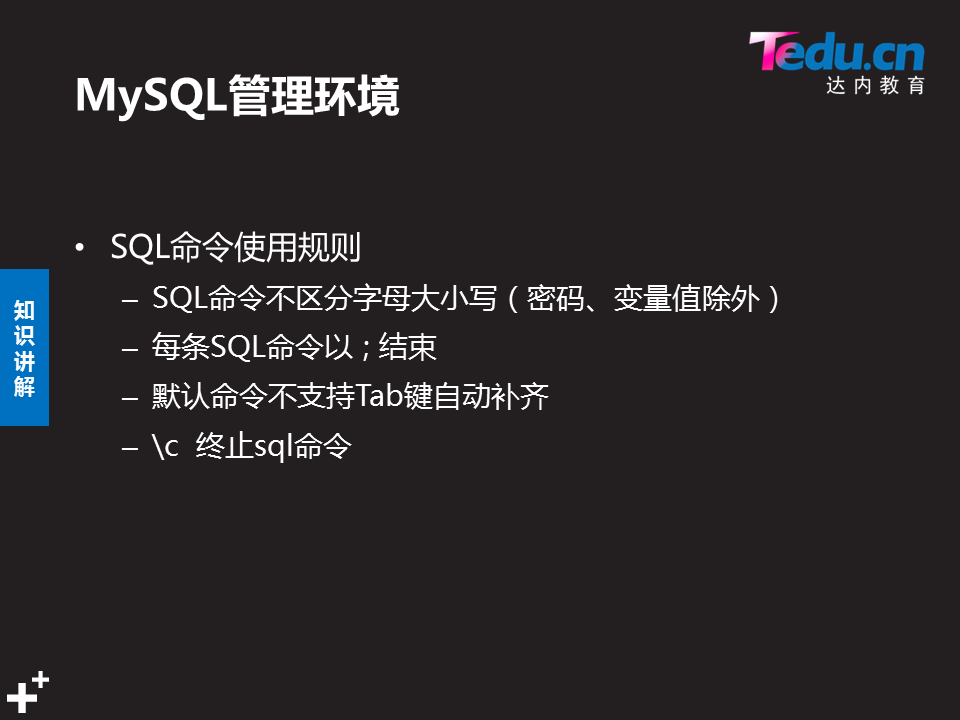 Tedu.cn
达内教育
MySQL管理环境
• SQL命令使用规则
– SQL命令不区分字母大小写（密码、变量值除外）
– 每条SQL命令以；结束
– 默认命令不支持Tab键自动补齐
– \c 终止sql命令
知
识
讲
解